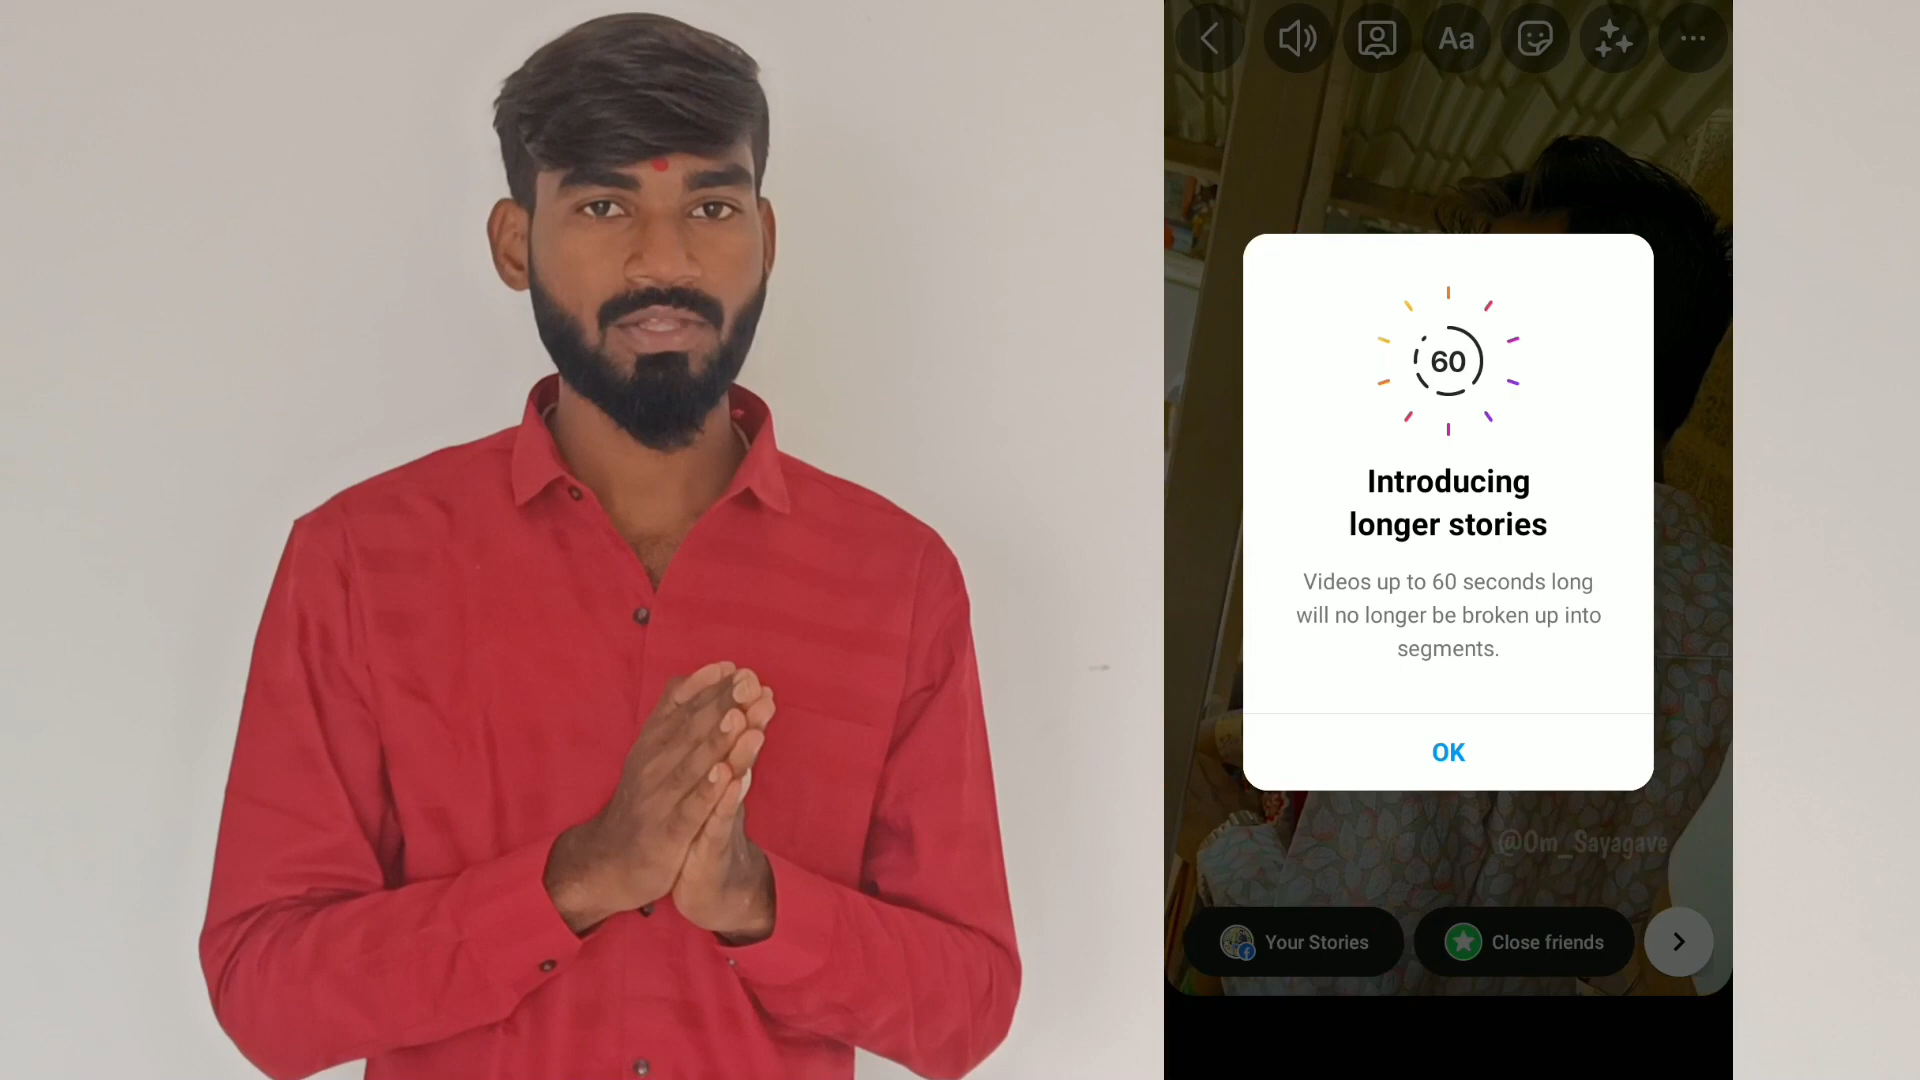 Aa
60
Introducing
longer stories
Videos up to 60 seconds long
will no longer be broken up into
segments.
OK
@Om_Sayagave
Your Stories
Close friends